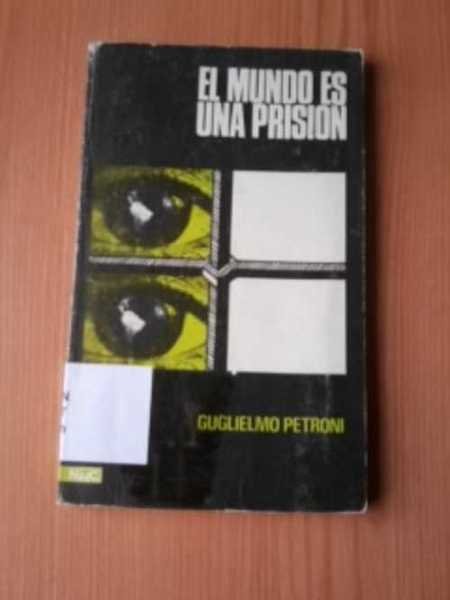 EL MUNDO ES
UNA PRISION
GUGLIELMO PETRONI